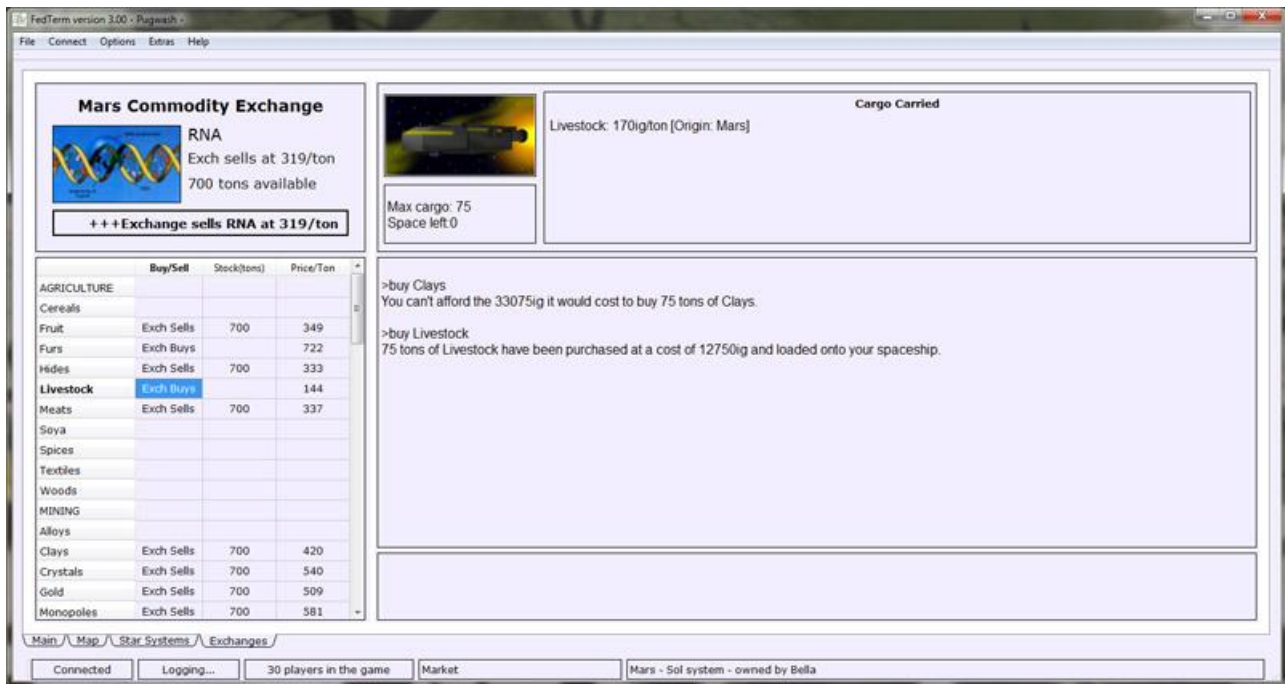 FedTerm version 3.00 - Pugwash -
File Connect Options Extras Help
Mars Commodity Exchange
RNA
Exch sells at 319/ton
700 tons available
+++Exchange sells RNA at 319/ton
Max cargo: 75
Space left:0
Cargo Carried
Livestock: 170ig/ton [Origin: Mars]
Buy/Sell Stock(tons) Price/Ton
AGRICULTURE
Cereals
Fruit Exch Sells 700 349
Furs Exch Buys 722
Hides Exch Sells 700 333
Livestock Exch Buys 144
Meats Exch Sells 700 337
Soya
Spices
Textiles
Woods
MINING
Alloys
Clays Exch Sells 700 420
Crystals Exch Sells 700 540
Gold Exch Sells 700 509
Monopoles Exch Sells 700 581
>buy Clays
You can't afford the 33075ig it would cost to buy 75 tons of Clays.
>buy Livestock
75 tons of Livestock have been purchased at a cost of 12750ig and loaded onto your spaceship.
Main Map Star Systems Exchanges
Connected Logging... 30 players in the game Market Mars - Sol system - owned by Bella